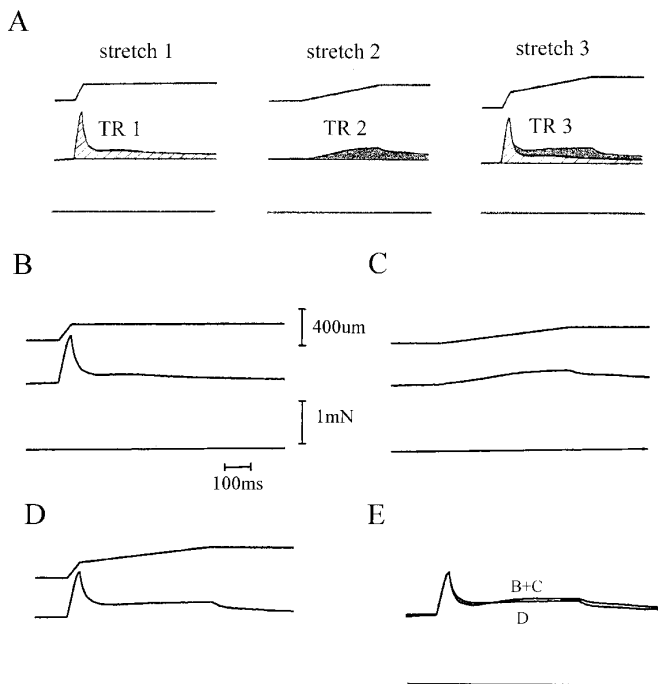 A
stretch 1
stretch 2
stretch 3
TR 1
TR 2
TR 3
B
C
400um
1mN
100ms
D
E
B+C
D